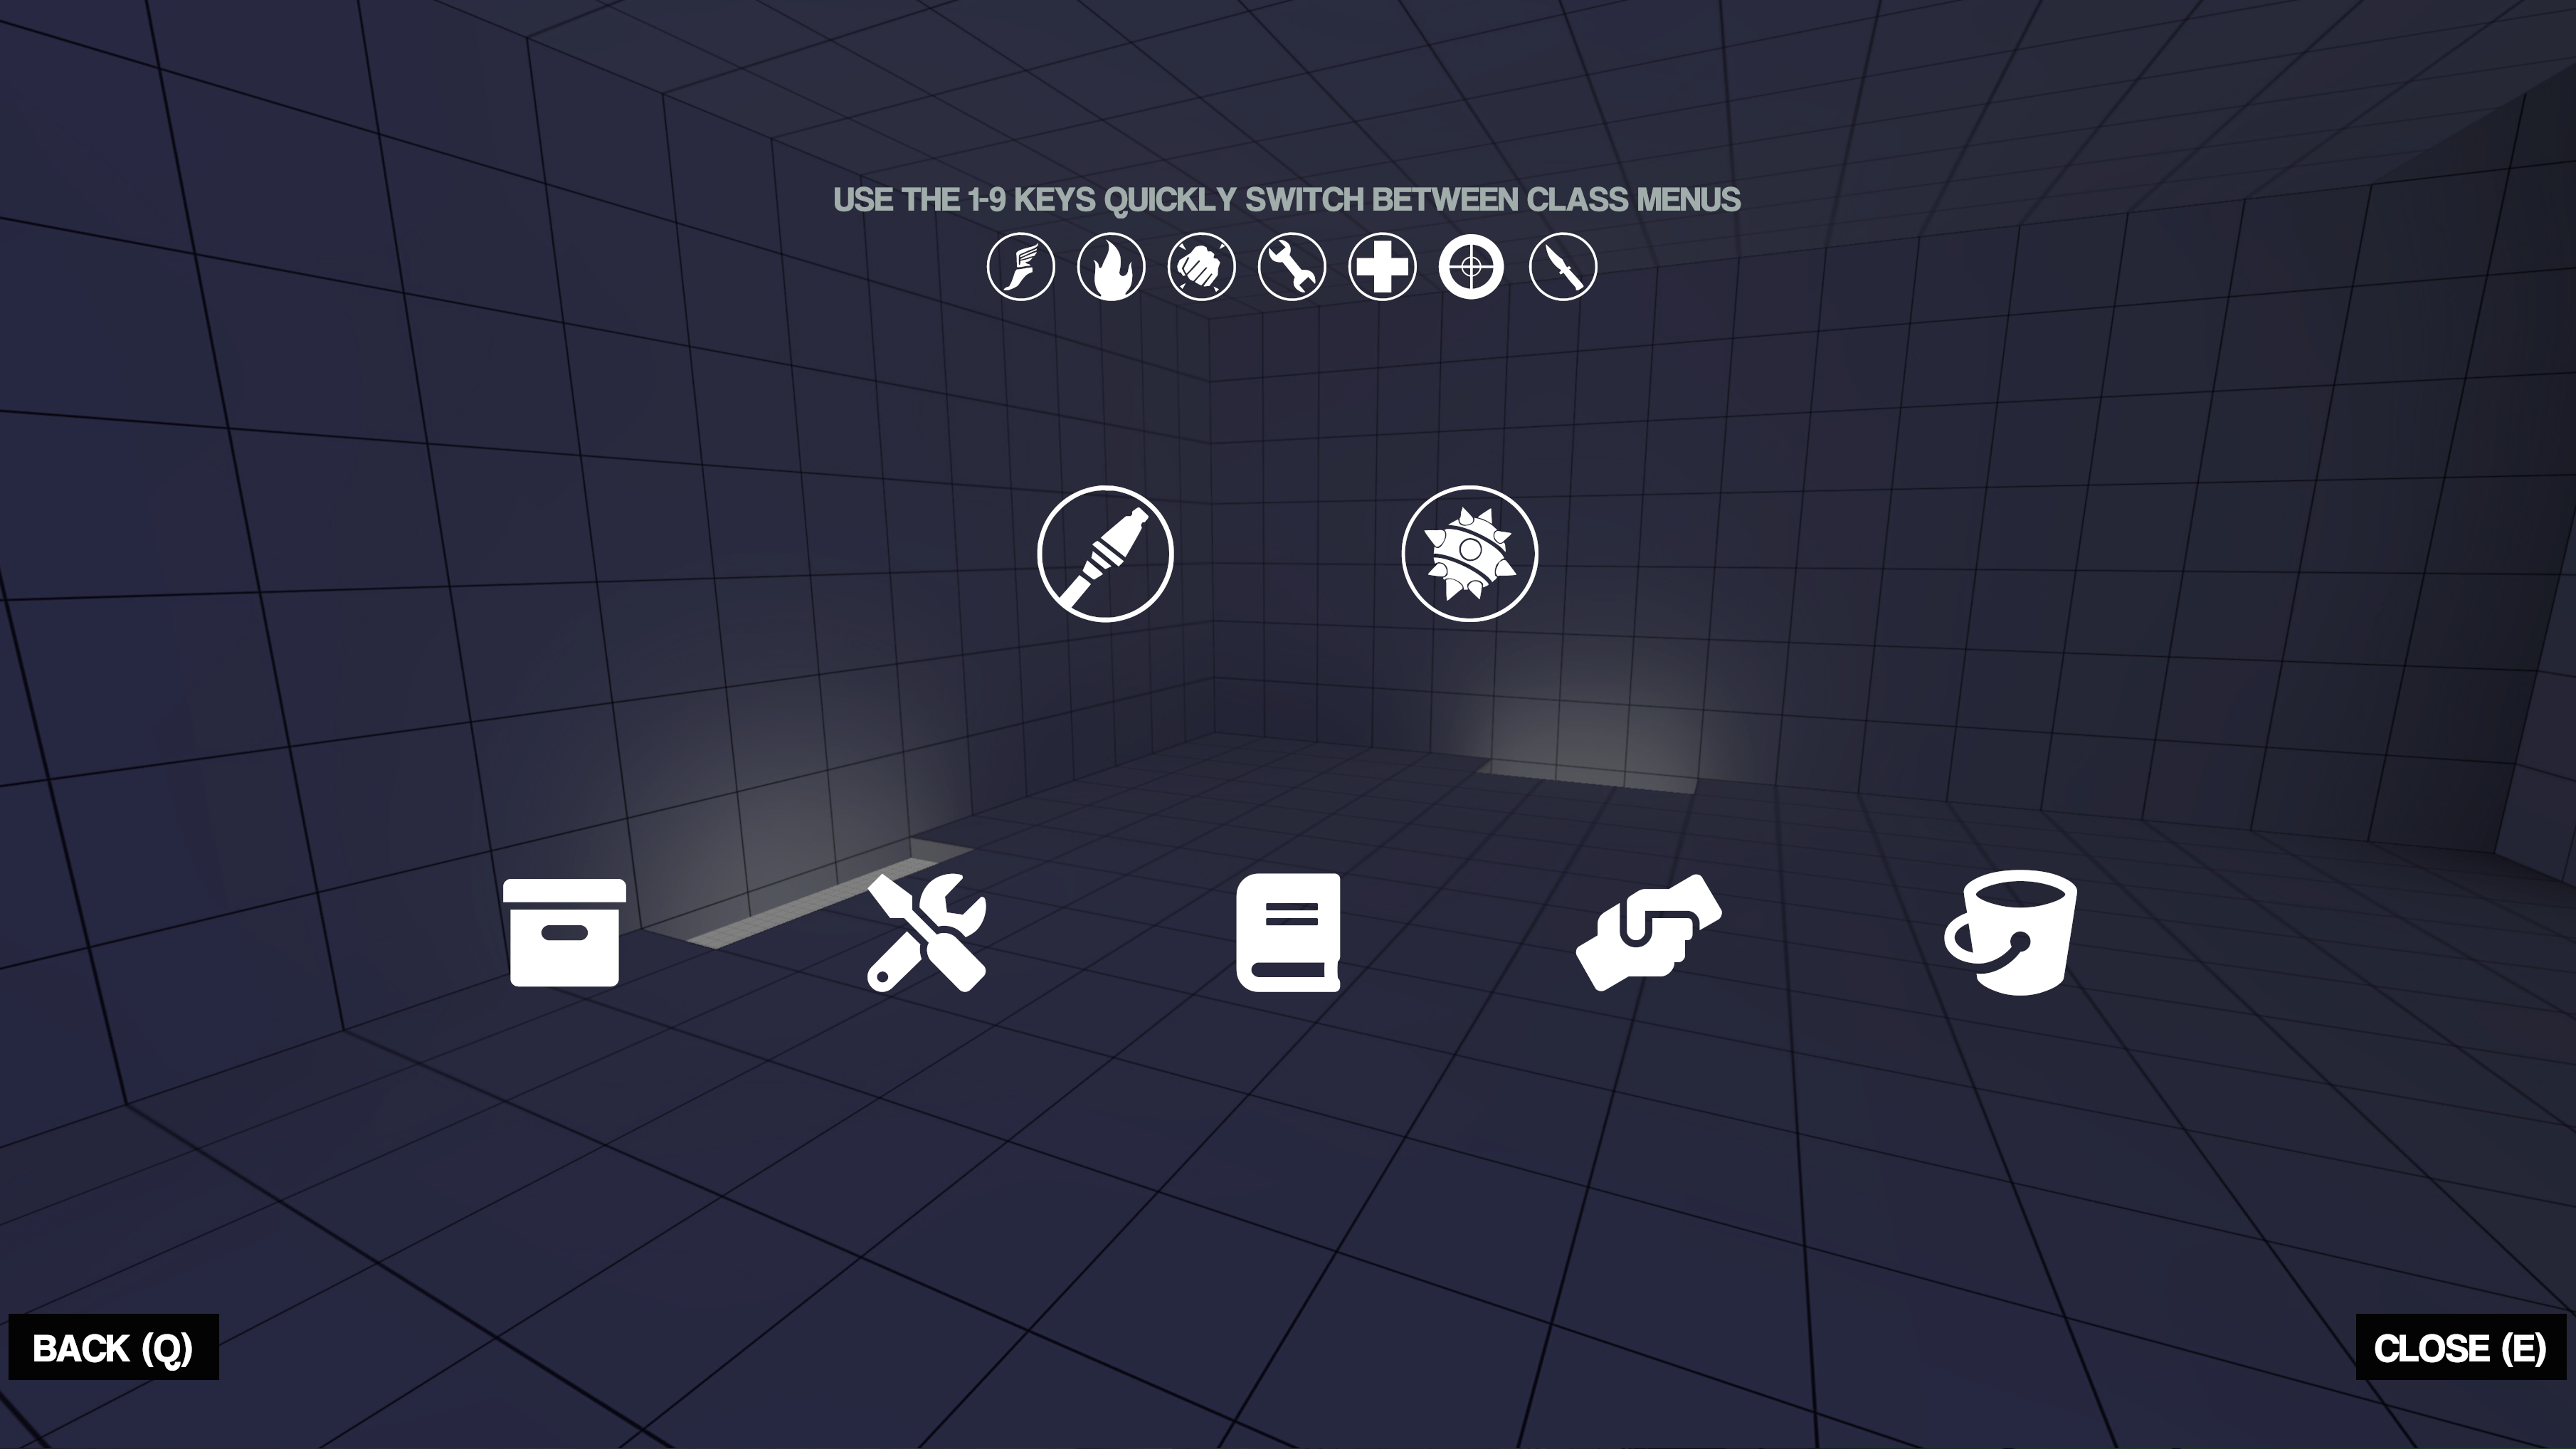 USE THE 1-9 KEYS QUICKLY SWITCH BETWEEN CLASS MENUS
BACK (Q)
CLOSE (E)